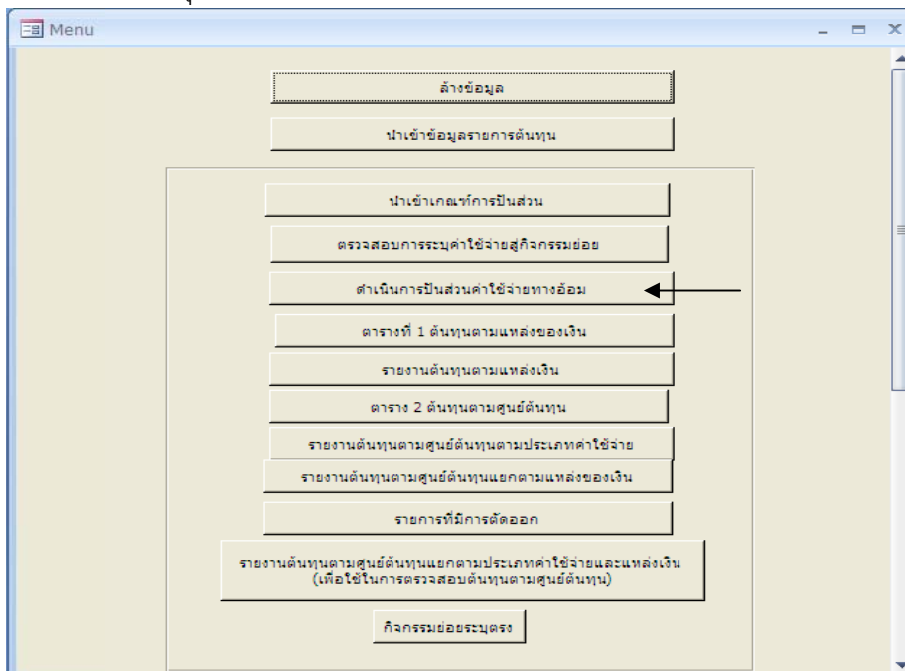 Menu
ล้างข้อมูล
นำเข้าข้อมูลรายการต้นทุน
นำเข้าเกณฑ์การปันส่วน
ตรวจสอบการระบุค่าใช้จ่ายสู่กิจกรรมย่อย
ดำเนินการปันส่วนค่าใช้จ่ายทางอ้อม
ตารางที่ 1 ต้นทุนตามแหล่งของเงิน
รายงานต้นทุนตามแหล่งเงิน
ตาราง 2 ต้นทุนตามศูนย์ต้นทุน
รายงานต้นทุนตามศูนย์ต้นทุนตามประเภทค่าใช้จ่าย
รายงานต้นทุนตามศูนย์ต้นทุนแยกตามแหล่งของเงิน
รายการที่มีการตัดออก
รายงานต้นทุนตามศูนย์ต้นทุนแยกตามประเภทค่าใช้จ่ายและแหล่งเงิน
(เพื่อใช้ในการตรวจสอบต้นทุนตามศูนย์ต้นทุน)
กิจกรรมย่อยระบุตรง